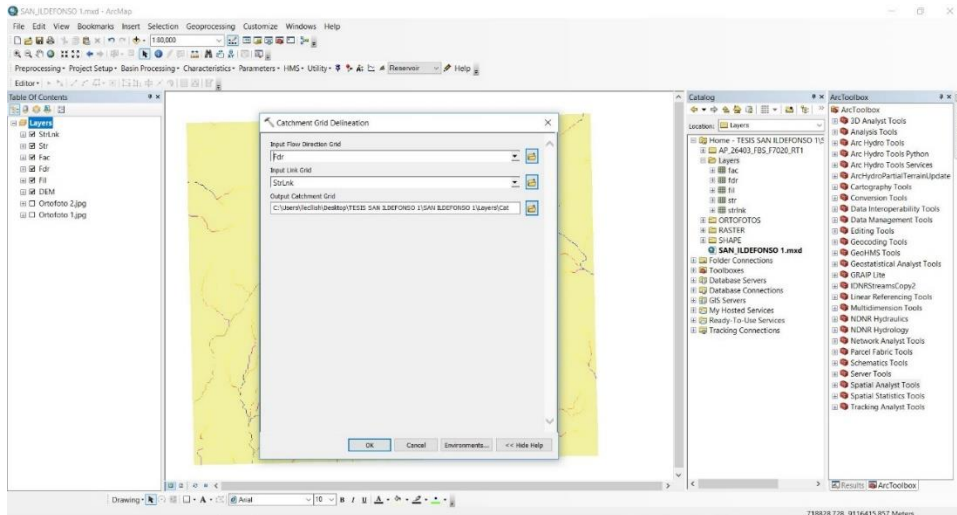 SAN_ILDEFONSO 1.mxd - ArcMap
File Edit View Bookmarks Insert Selection Geoprocessing Customize Windows Help
1:80,000
Preprocessing Project Setup Basin Processing Characteristics Parameters HMS Utility Reservoir Help
Editor
Table Of Contents
Layers
StrLnk
Str
Fac
Fdr
Fil
DEM
Ortofoto 2.jpg
Ortofoto 1.jpg
Catchment Grid Delineation
Input Flow Direction Grid
Fdr
Input Link Grid
StrLnk
Output Catchment Grid
OK Cancel Environments... << Hide Help
Catalog
Location: Layers
Home - TESIS SAN ILDEFONSO 1\S
AP_26403_FBS_F7020_RT1
Layers
fac
fdr
fil
str
strlnk
ORTOFOTOS
RASTER
SHAPE
SAN_ILDEFONSO 1.mxd
Folder Connections
Toolboxes
Database Servers
Database Connections
GIS Servers
My Hosted Services
Ready-To-Use Services
Tracking Connections
ArcToolbox
ArcToolbox
3D Analyst Tools
Analysis Tools
Arc Hydro Tools
Arc Hydro Tools Python
Arc Hydro Tools Services
ArcHydroPartialTerrainUpdate
Cartography Tools
Conversion Tools
Data Interoperability Tools
Data Management Tools
Editing Tools
Geocoding Tools
GeoHMS Tools
Geostatistical Analyst Tools
GRAIP Lite
IDNRStreamsCopy2
Linear Referencing Tools
Multidimension Tools
NDNR Hydraulics
NDNR Hydrology
Network Analyst Tools
Parcel Fabric Tools
Schematics Tools
Server Tools
Spatial Analyst Tools
Spatial Statistics Tools
Tracking Analyst Tools
Results ArcToolbox
Drawing Arial 10 B I U A
718828.728 9116415.857 Meters